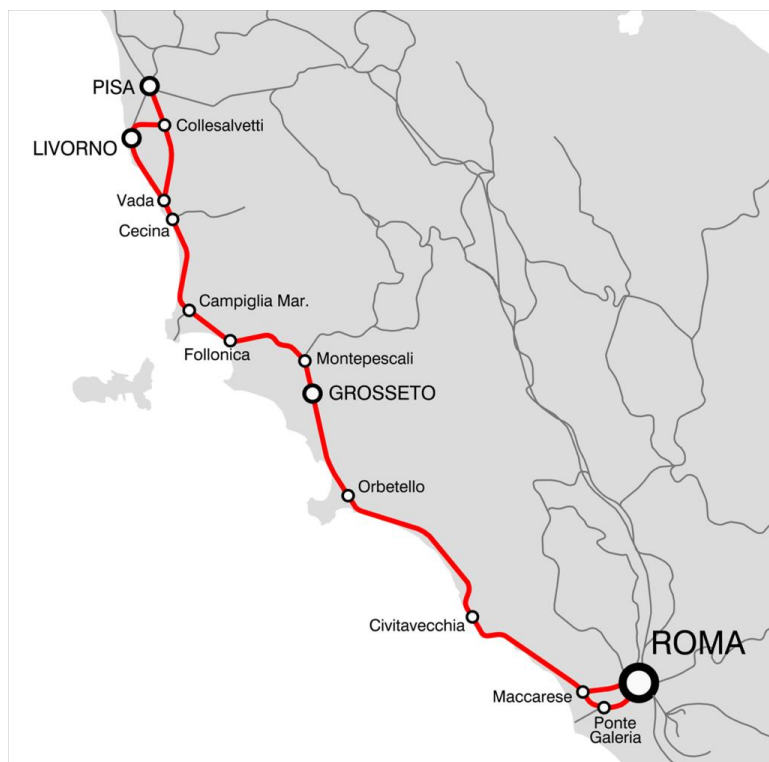 PISA
Collesalvetti
LIVORNO
Vada
Cecina
Campiglia Mar.
Follonica
Montepescali
GROSSETO
Orbetello
Civitavecchia
ROMA
Maccarese
Ponte
Galeria